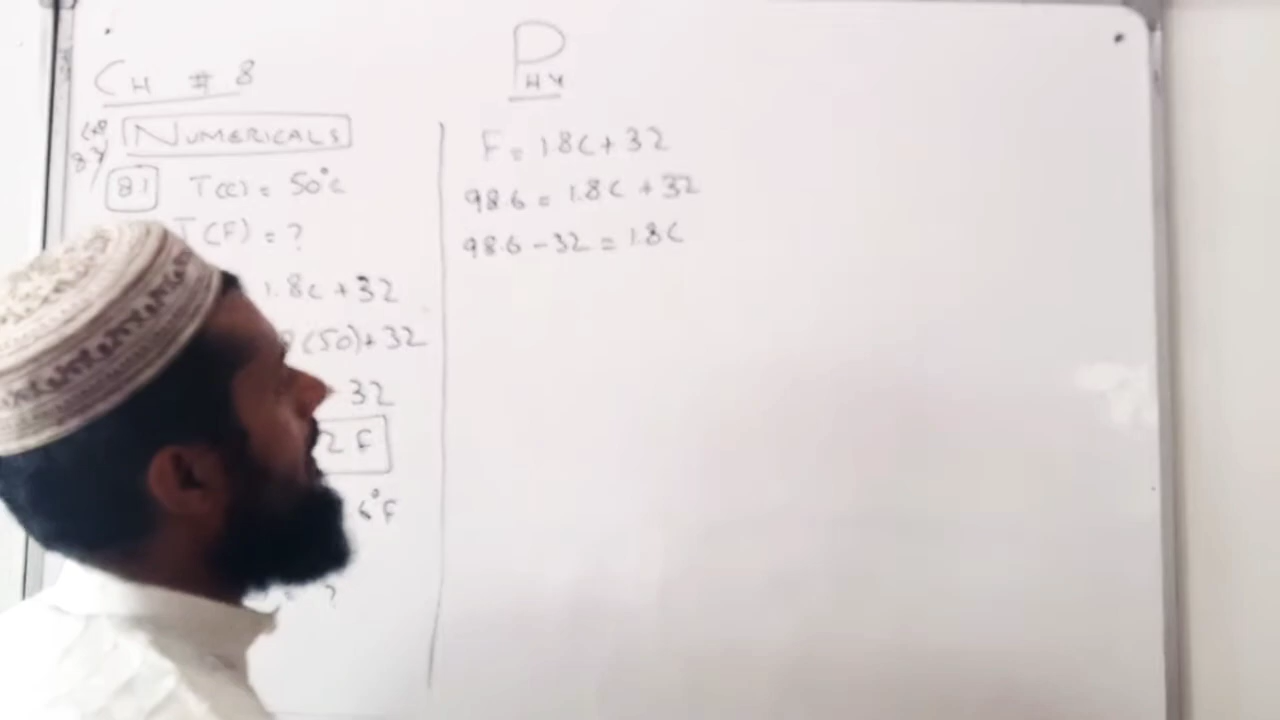 CH # 8
NUMERICALS
8.1 T(C) = 50°C
T(F) = ?
1.8C + 32
(50) + 32
32
2 F
6°F
?
PHY
F = 1.8C + 32
98.6 = 1.8C + 32
98.6 - 32 = 1.8C